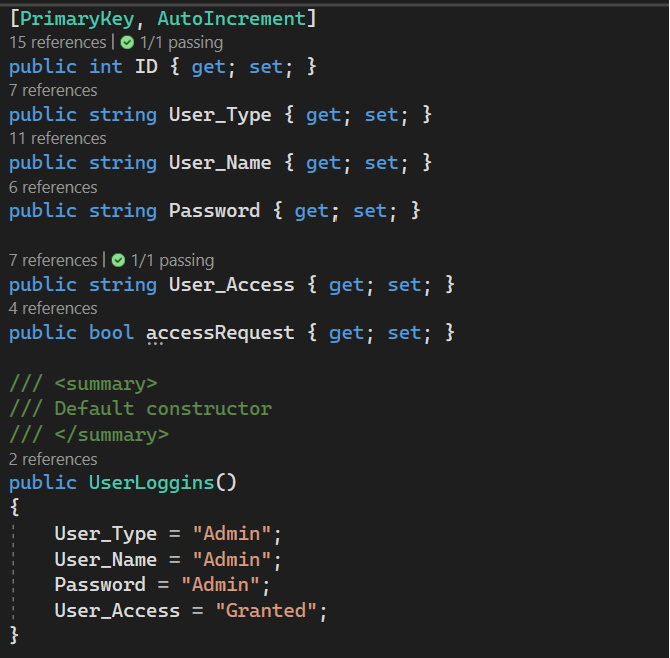 [PrimaryKey, AutoIncrement]
15 references | 1/1 passing
public int ID { get; set; }
7 references
public string User_Type { get; set; }
11 references
public string User_Name { get; set; }
6 references
public string Password { get; set; }
7 references | 1/1 passing
public string User_Access { get; set; }
4 references
public bool accessRequest { get; set; }
/// <summary>
/// Default constructor
/// </summary>
2 references
public UserLoggins()
{
User_Type = "Admin";
User_Name = "Admin";
Password = "Admin";
User_Access = "Granted";
}